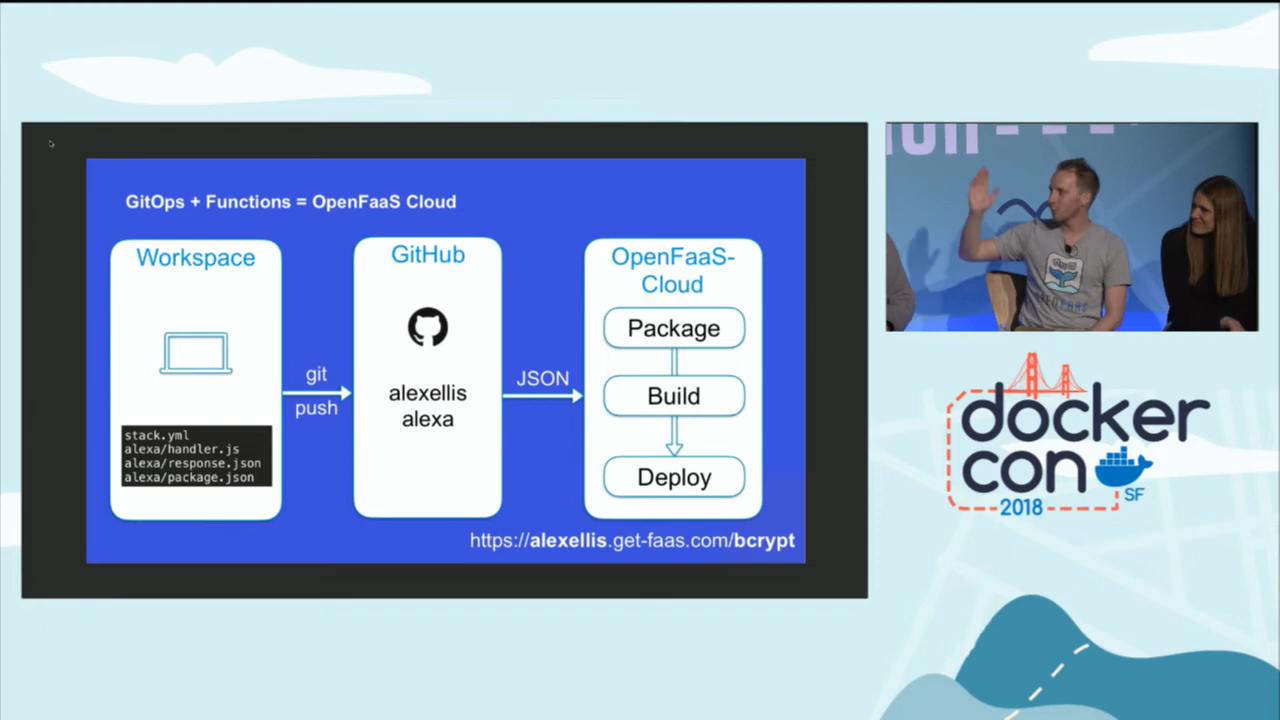 GitOps + Functions = OpenFaaS Cloud
Workspace
stack.yml
alexa/handler.js
alexa/response.json
alexa/package.json
git
push
GitHub
alexellis
alexa
JSON
OpenFaaS-
Cloud
Package
Build
Deploy
https://alexellis.get-faas.com/bcrypt
docker
con
2018
SF